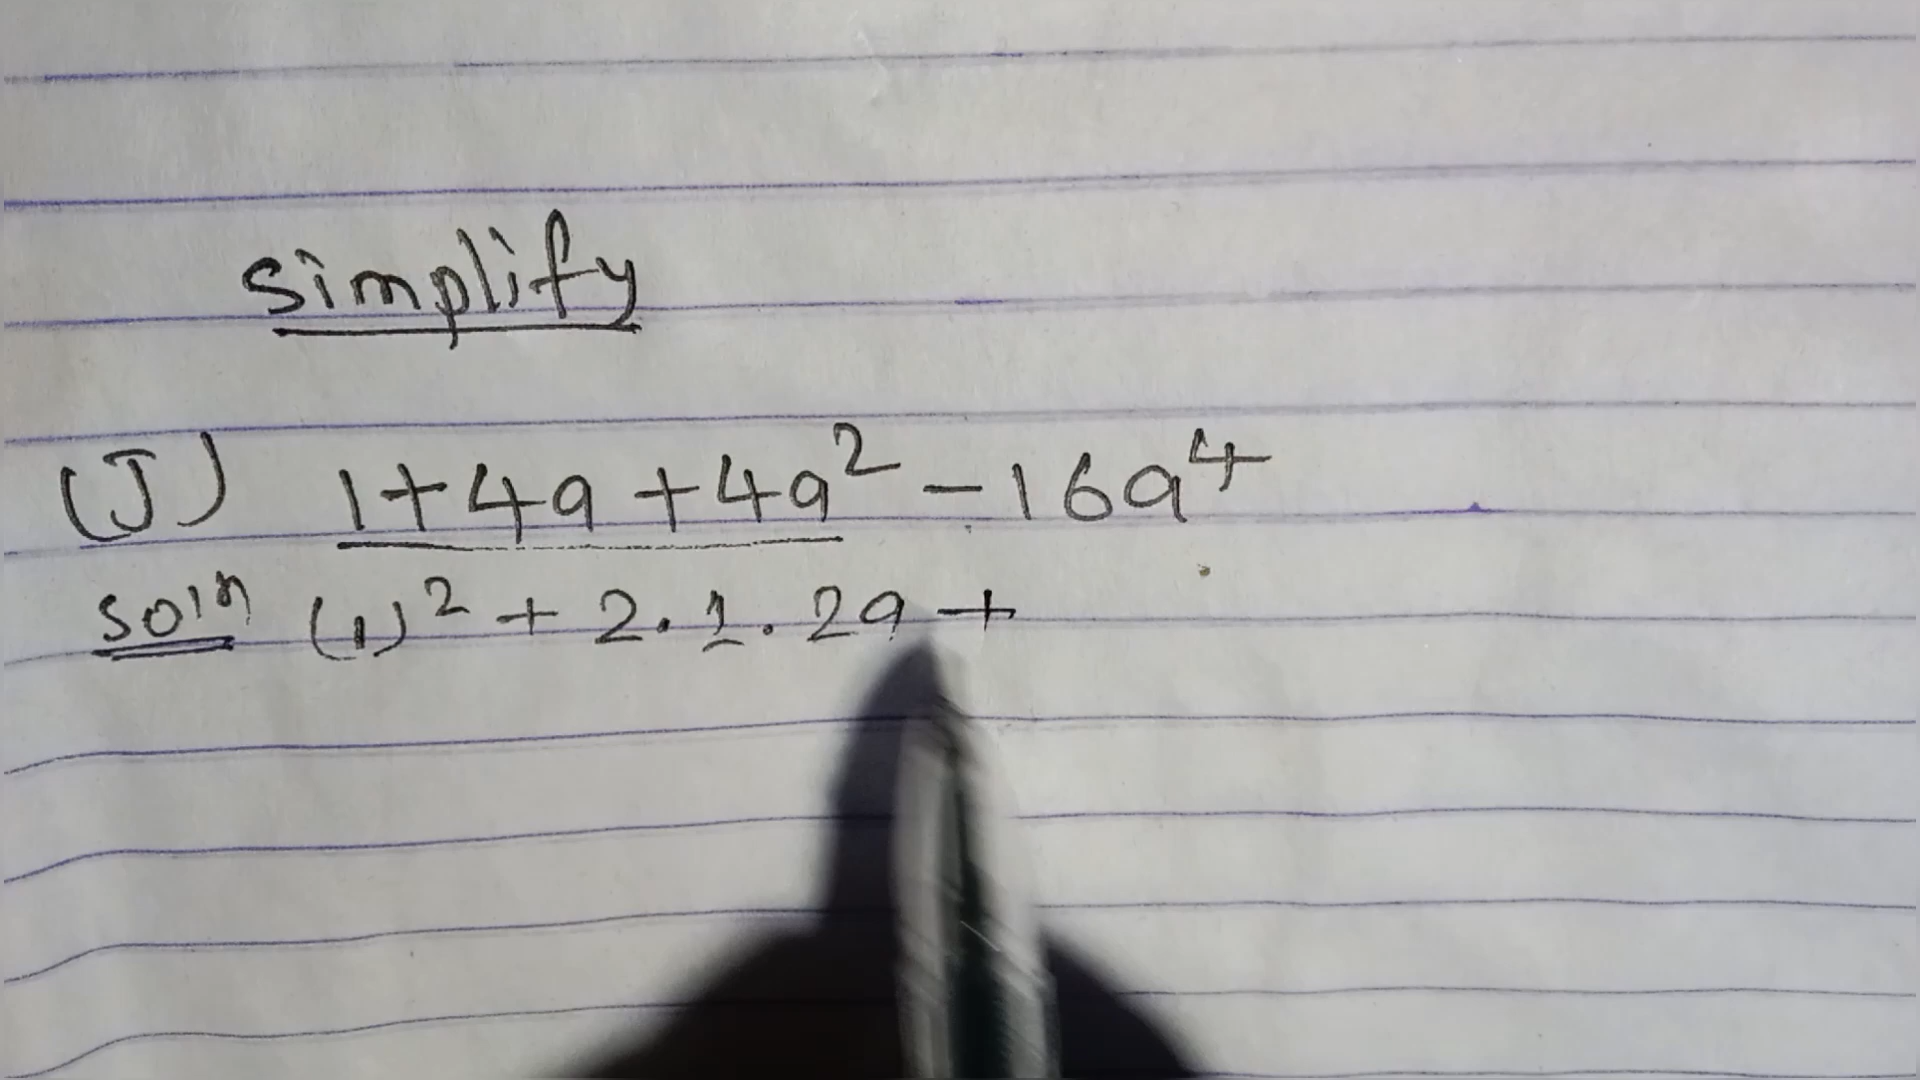 simplify
(J) 1+4a+4a² -16a⁴
Soln (1)² + 2.1.2a +